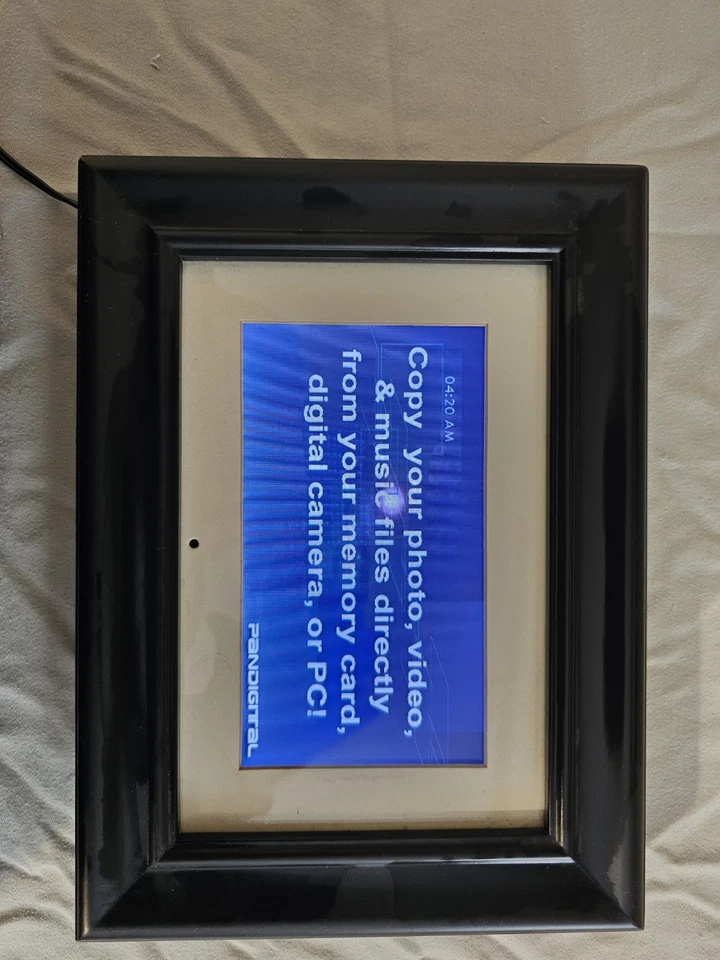 04:20 AM
Copy your photo, video,
& music files directly
from your memory card,
digital camera, or PC!
PANDIGITAL